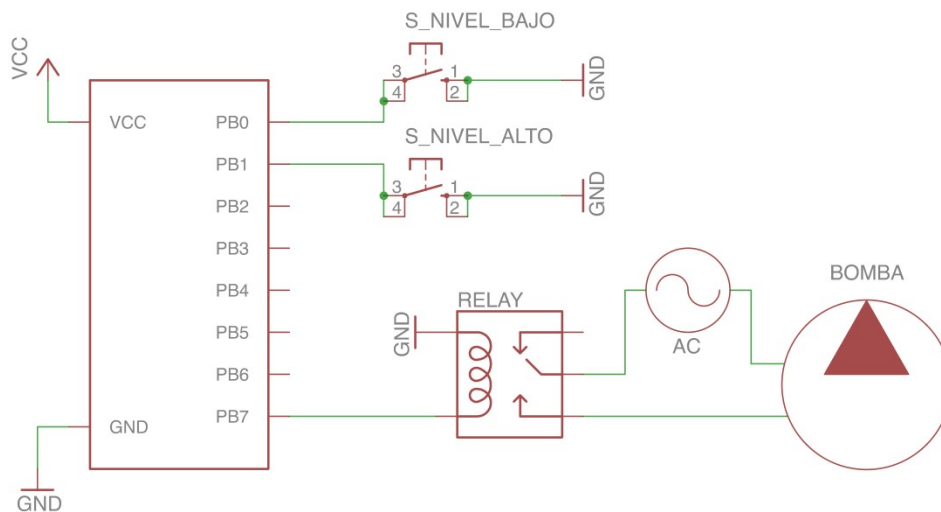 S_NIVEL_BAJO
VCC
3 1
4 2
GND
VCC PB0
S_NIVEL_ALTO
PB1
3 1
4 2
GND
PB2
PB3
PB4
BOMBA
RELAY
GND
PB5
AC
PB6
GND PB7
GND